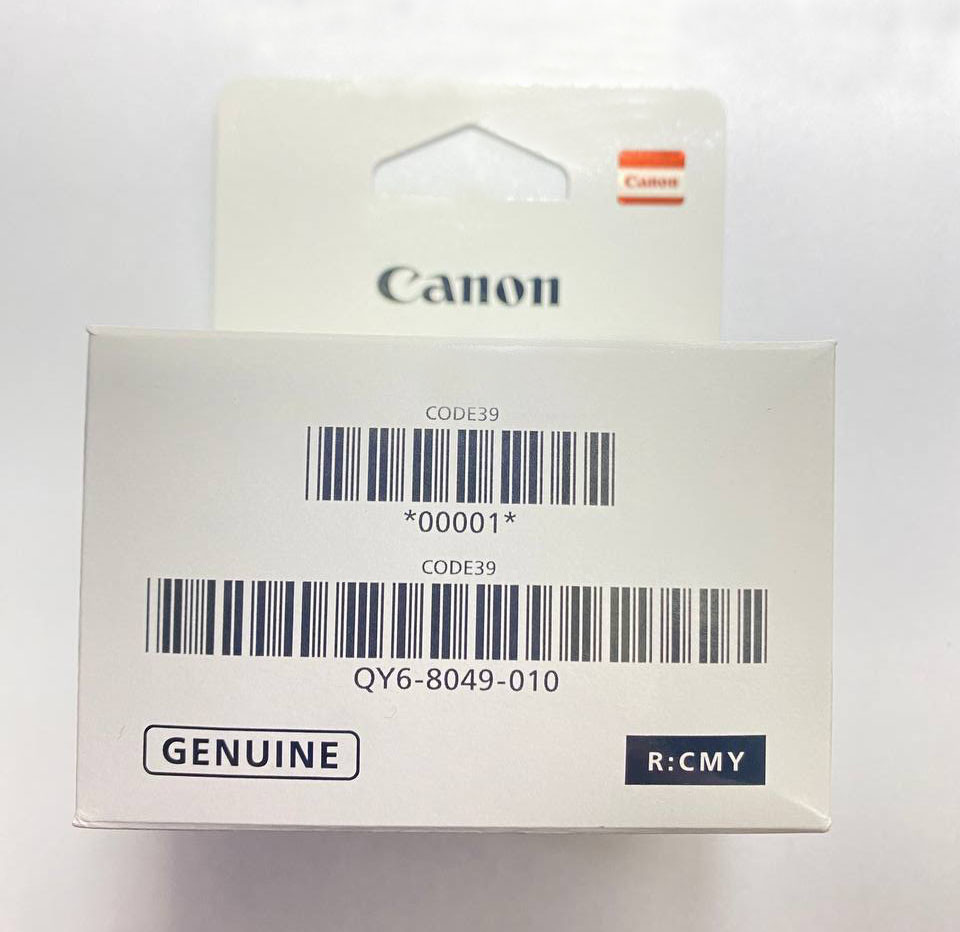 Canon
Canon
CODE39
*00001*
CODE39
QY6-8049-010
GENUINE
R:CMY